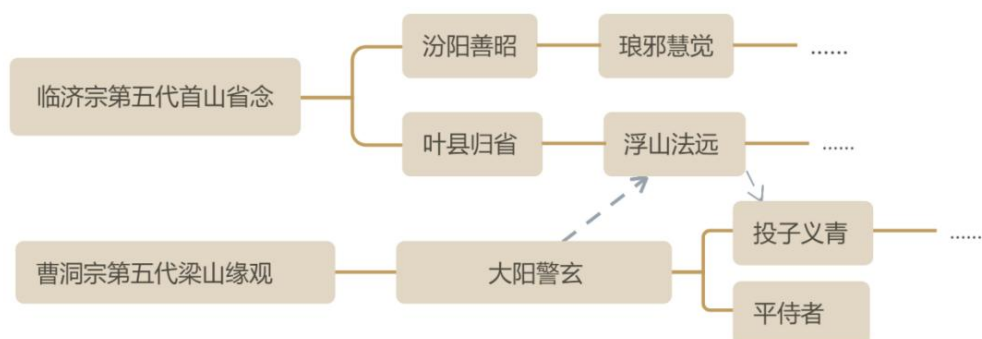 汾阳善昭
琅邪慧觉
......
临济宗第五代首山省念
叶县归省
浮山法远
......
投子义青
......
曹洞宗第五代梁山缘观
大阳警玄
平侍者